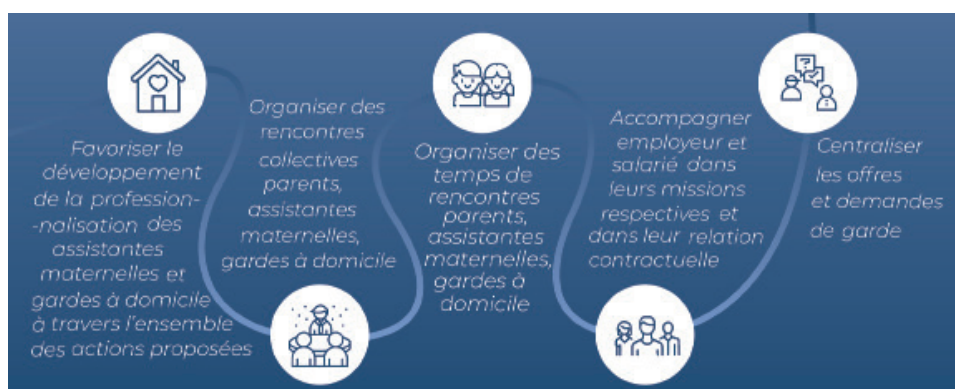 Favoriser le
développement
de la profession-
-nalisation des
assistantes
maternelles et
gardes à domicile
à travers l'ensemble
des actions proposées
Organiser des
rencontres
collectives
parents,
assistantes
maternelles,
gardes à domicile
Organiser des
temps de
rencontres
parents,
assistantes
maternelles,
gardes à
domicile
Accompagner
employeur et
salarié dans
leurs missions
respectives et
dans leur relation
contractuelle
Centraliser
les offres
et demandes
de garde